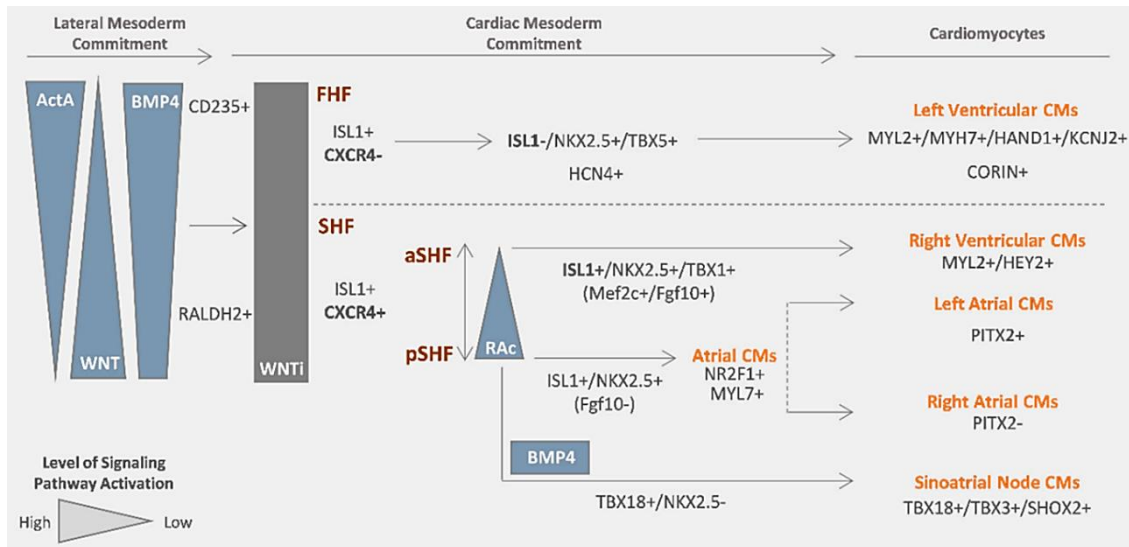 Lateral Mesoderm
Commitment
Cardiac Mesoderm
Commitment
Cardiomyocytes
ActA
WNT
BMP4
CD235+
RALDH2+
WNTi
FHF
ISL1+
CXCR4-
ISL1-/NKX2.5+/TBX5+
HCN4+
Left Ventricular CMs
MYL2+/MYH7+/HAND1+/KCNJ2+
CORIN+
SHF
aSHF
ISL1+
CXCR4+
pSHF
RAc
ISL1+/NKX2.5+/TBX1+
(Mef2c+/Fgf10+)
Right Ventricular CMs
MYL2+/HEY2+
ISL1+/NKX2.5+
(Fgf10-)
Atrial CMs
NR2F1+
MYL7+
Left Atrial CMs
PITX2+
Right Atrial CMs
PITX2-
BMP4
TBX18+/NKX2.5-
Sinoatrial Node CMs
TBX18+/TBX3+/SHOX2+
Level of Signaling
Pathway Activation
High
Low